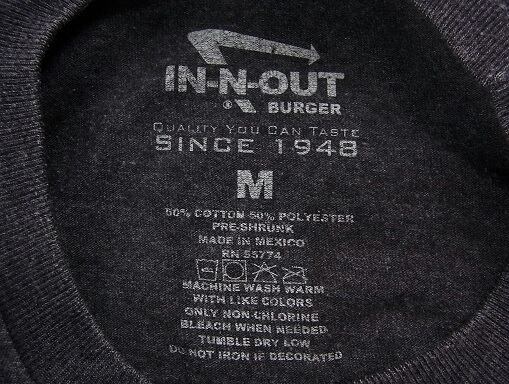 IN-N-OUT
® BURGER
QUALITY YOU CAN TASTE
SINCE 1948
M
50% COTTON 50% POLYESTER
PRE-SHRUNK
MADE IN MEXICO
RN 55774
MACHINE WASH WARM
WITH LIKE COLORS
ONLY NON-CHLORINE
BLEACH WHEN NEEDED
TUMBLE DRY LOW
DO NOT IRON IF DECORATED